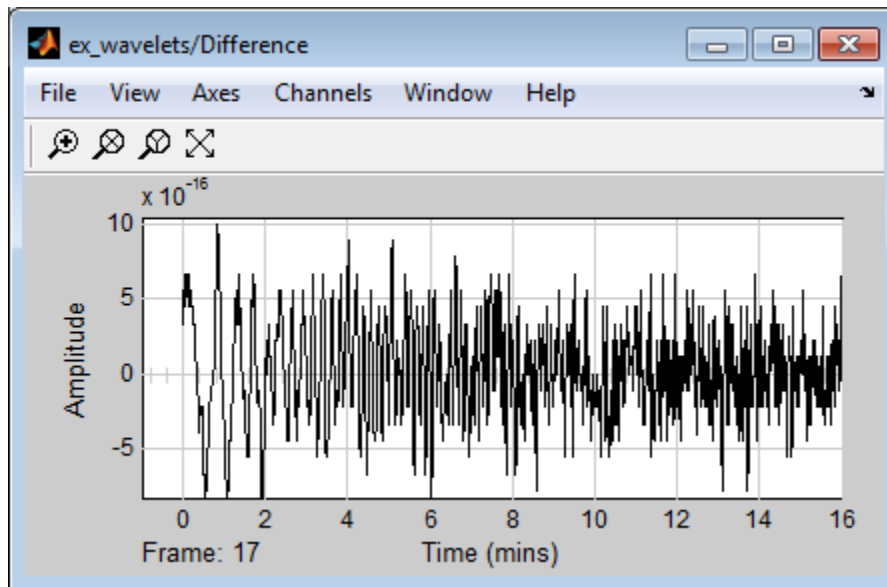 ex_wavelets/Difference
File View Axes Channels Window Help
x 10^-16
10
5
0
-5
Amplitude
0 2 4 6 8 10 12 14 16
Frame: 17 Time (mins)